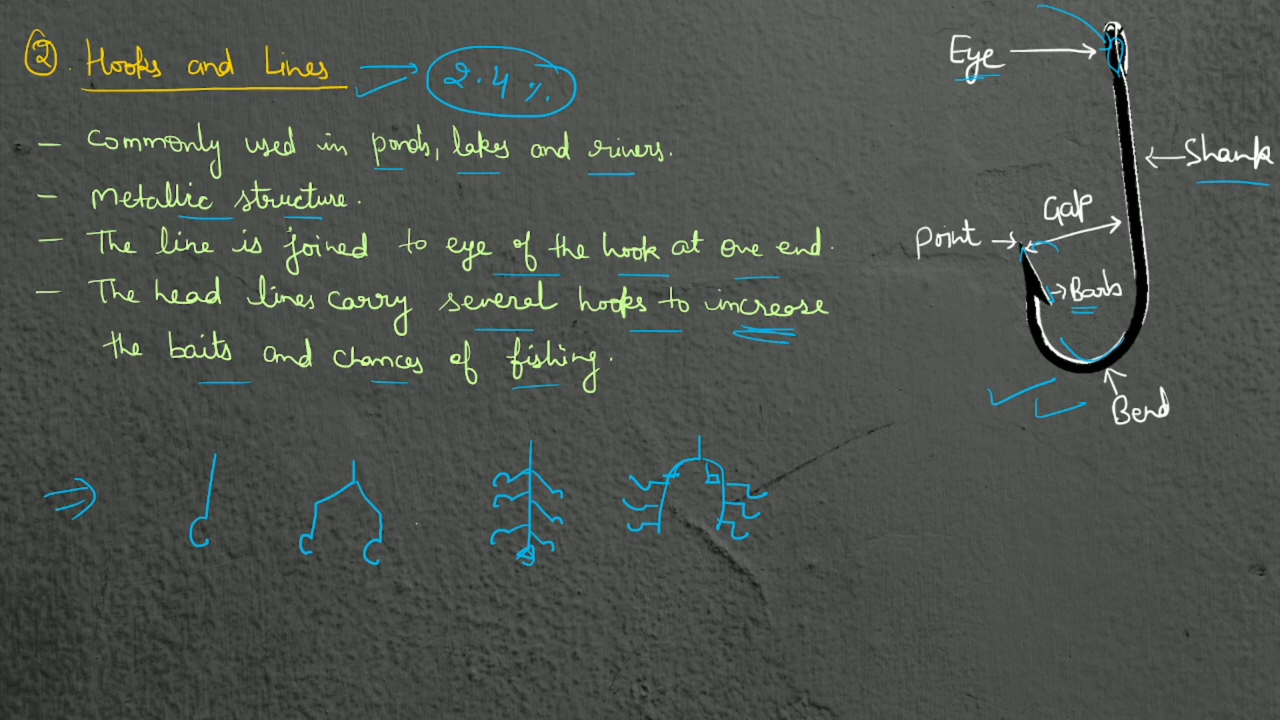 2. Hooks and Lines → 2.4 %.
- Commonly used in ponds, lakes and rivers.
- Metallic structure.
- The line is joined to eye of the hook at one end.
- The head lines carry several hooks to increase
the baits and chances of fishing.
Eye
Shank
Gap
Point
Barb
Bend